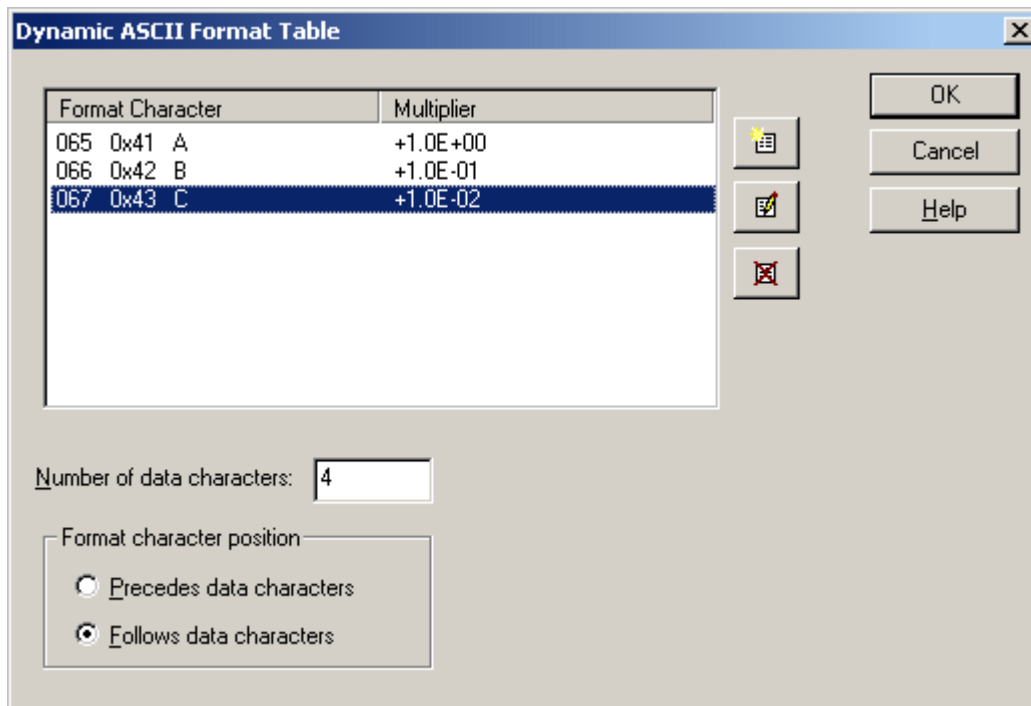 Dynamic ASCII Format Table
Format Character Multiplier
065 0x41 A +1.0E+00
066 0x42 B +1.0E-01
067 0x43 C +1.0E-02
OK
Cancel
Help
Number of data characters: 4
Format character position
Precedes data characters
Follows data characters